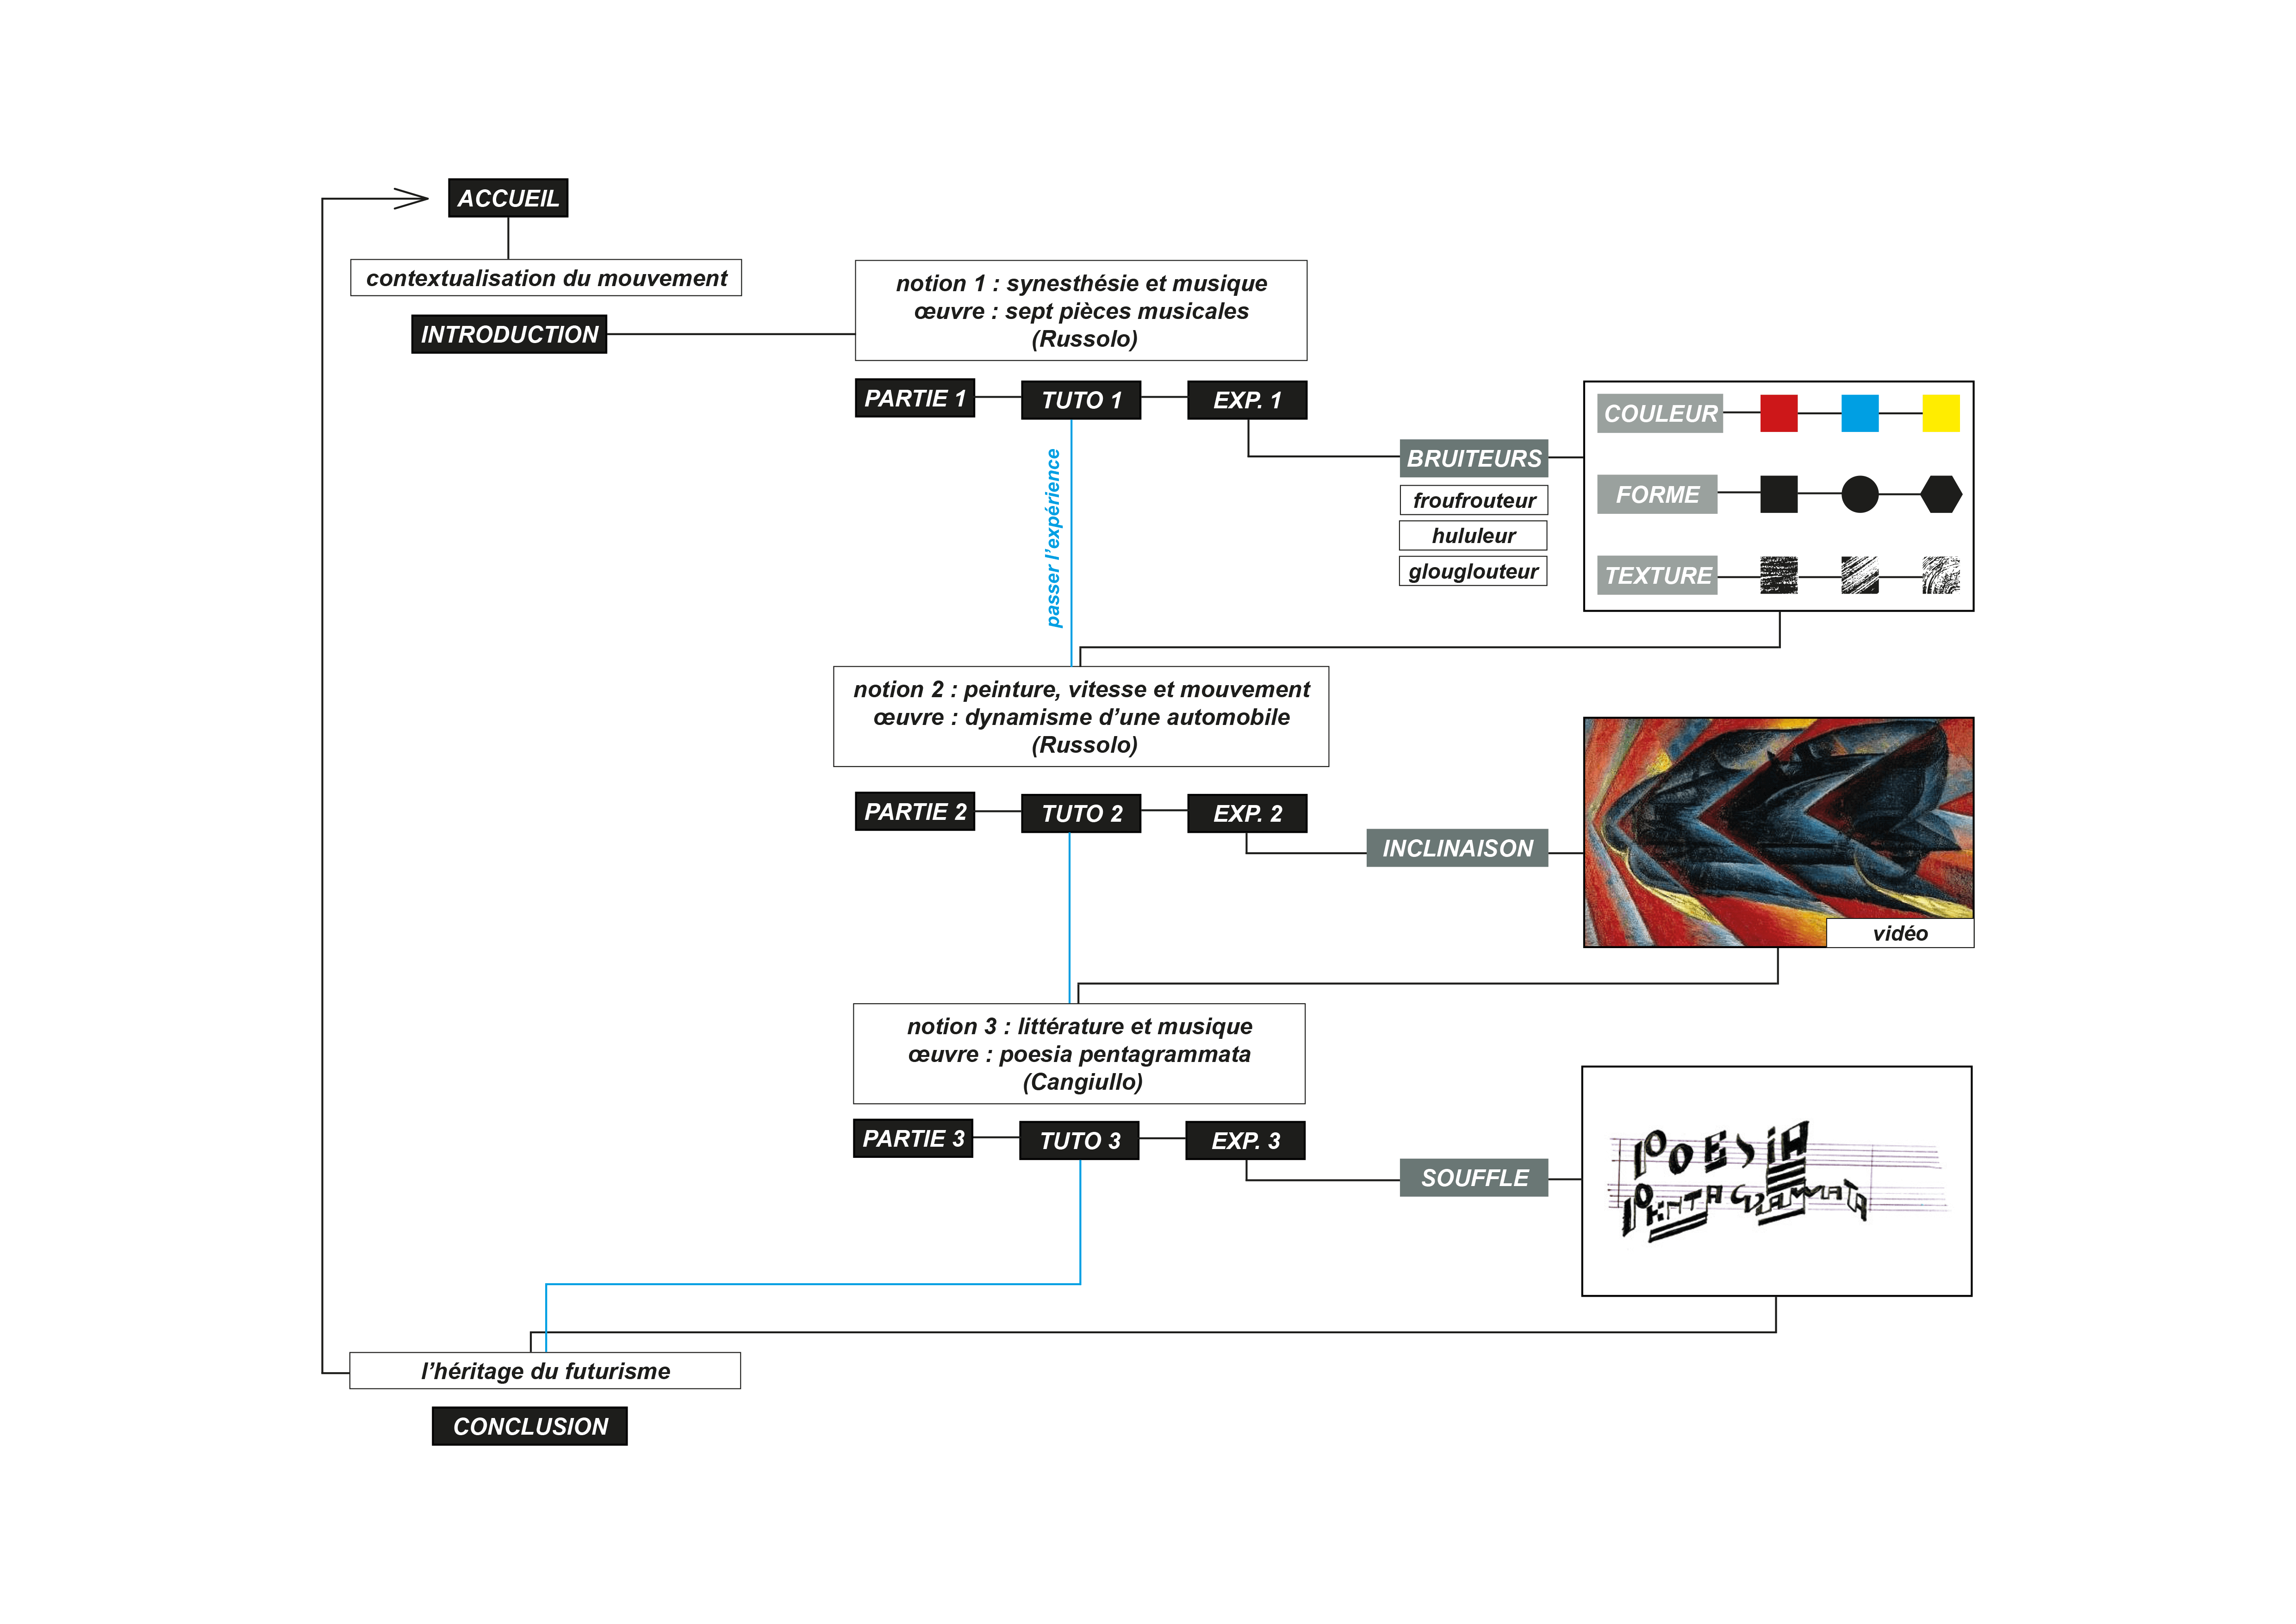 ACCUEIL
contextualisation du mouvement
INTRODUCTION
notion 1 : synesthésie et musique
œuvre : sept pièces musicales
(Russolo)
PARTIE 1
TUTO 1
EXP. 1
passer l’expérience
BRUITEURS
froufrouteur
hululeur
glouglouteur
COULEUR
FORME
TEXTURE
notion 2 : peinture, vitesse et mouvement
œuvre : dynamisme d’une automobile
(Russolo)
PARTIE 2
TUTO 2
EXP. 2
INCLINAISON
vidéo
notion 3 : littérature et musique
œuvre : poesia pentagrammata
(Cangiullo)
PARTIE 3
TUTO 3
EXP. 3
SOUFFLE
POESiA
PENTAGRAMMATA
l’héritage du futurisme
CONCLUSION